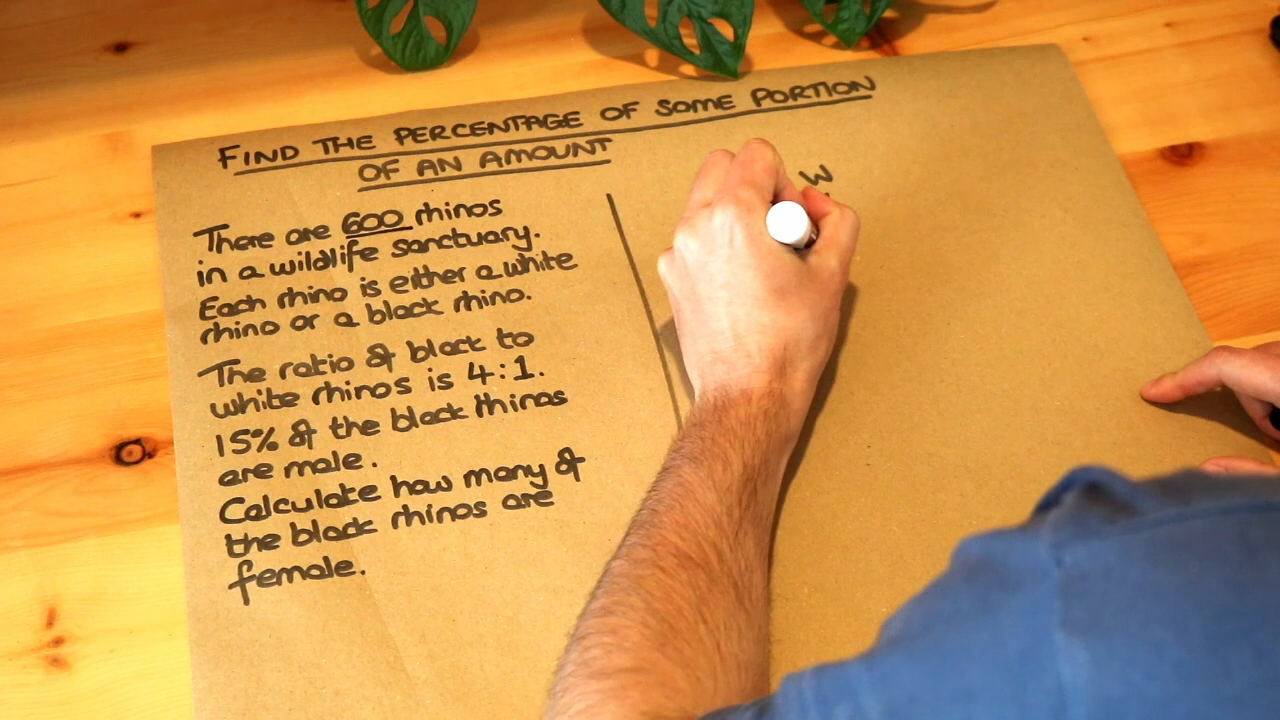 FIND THE PERCENTAGE OF SOME PORTION
OF AN AMOUNT
There are 600 rhinos
in a wildlife sanctuary.
Each rhino is either a white
rhino or a black rhino.
The ratio of black to
white rhinos is 4:1.
15% of the black rhinos
are male.
Calculate how many of
the black rhinos are
female.
W